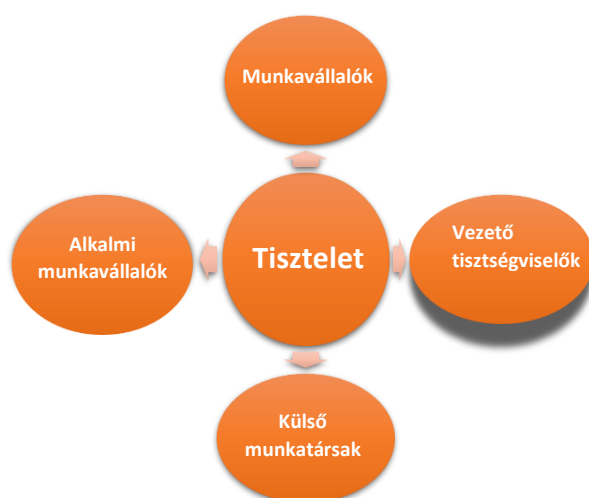 Munkavállalók
Alkalmi
munkavállalók
Tisztelet
Vezető
tisztségviselők
Külső
munkatársak